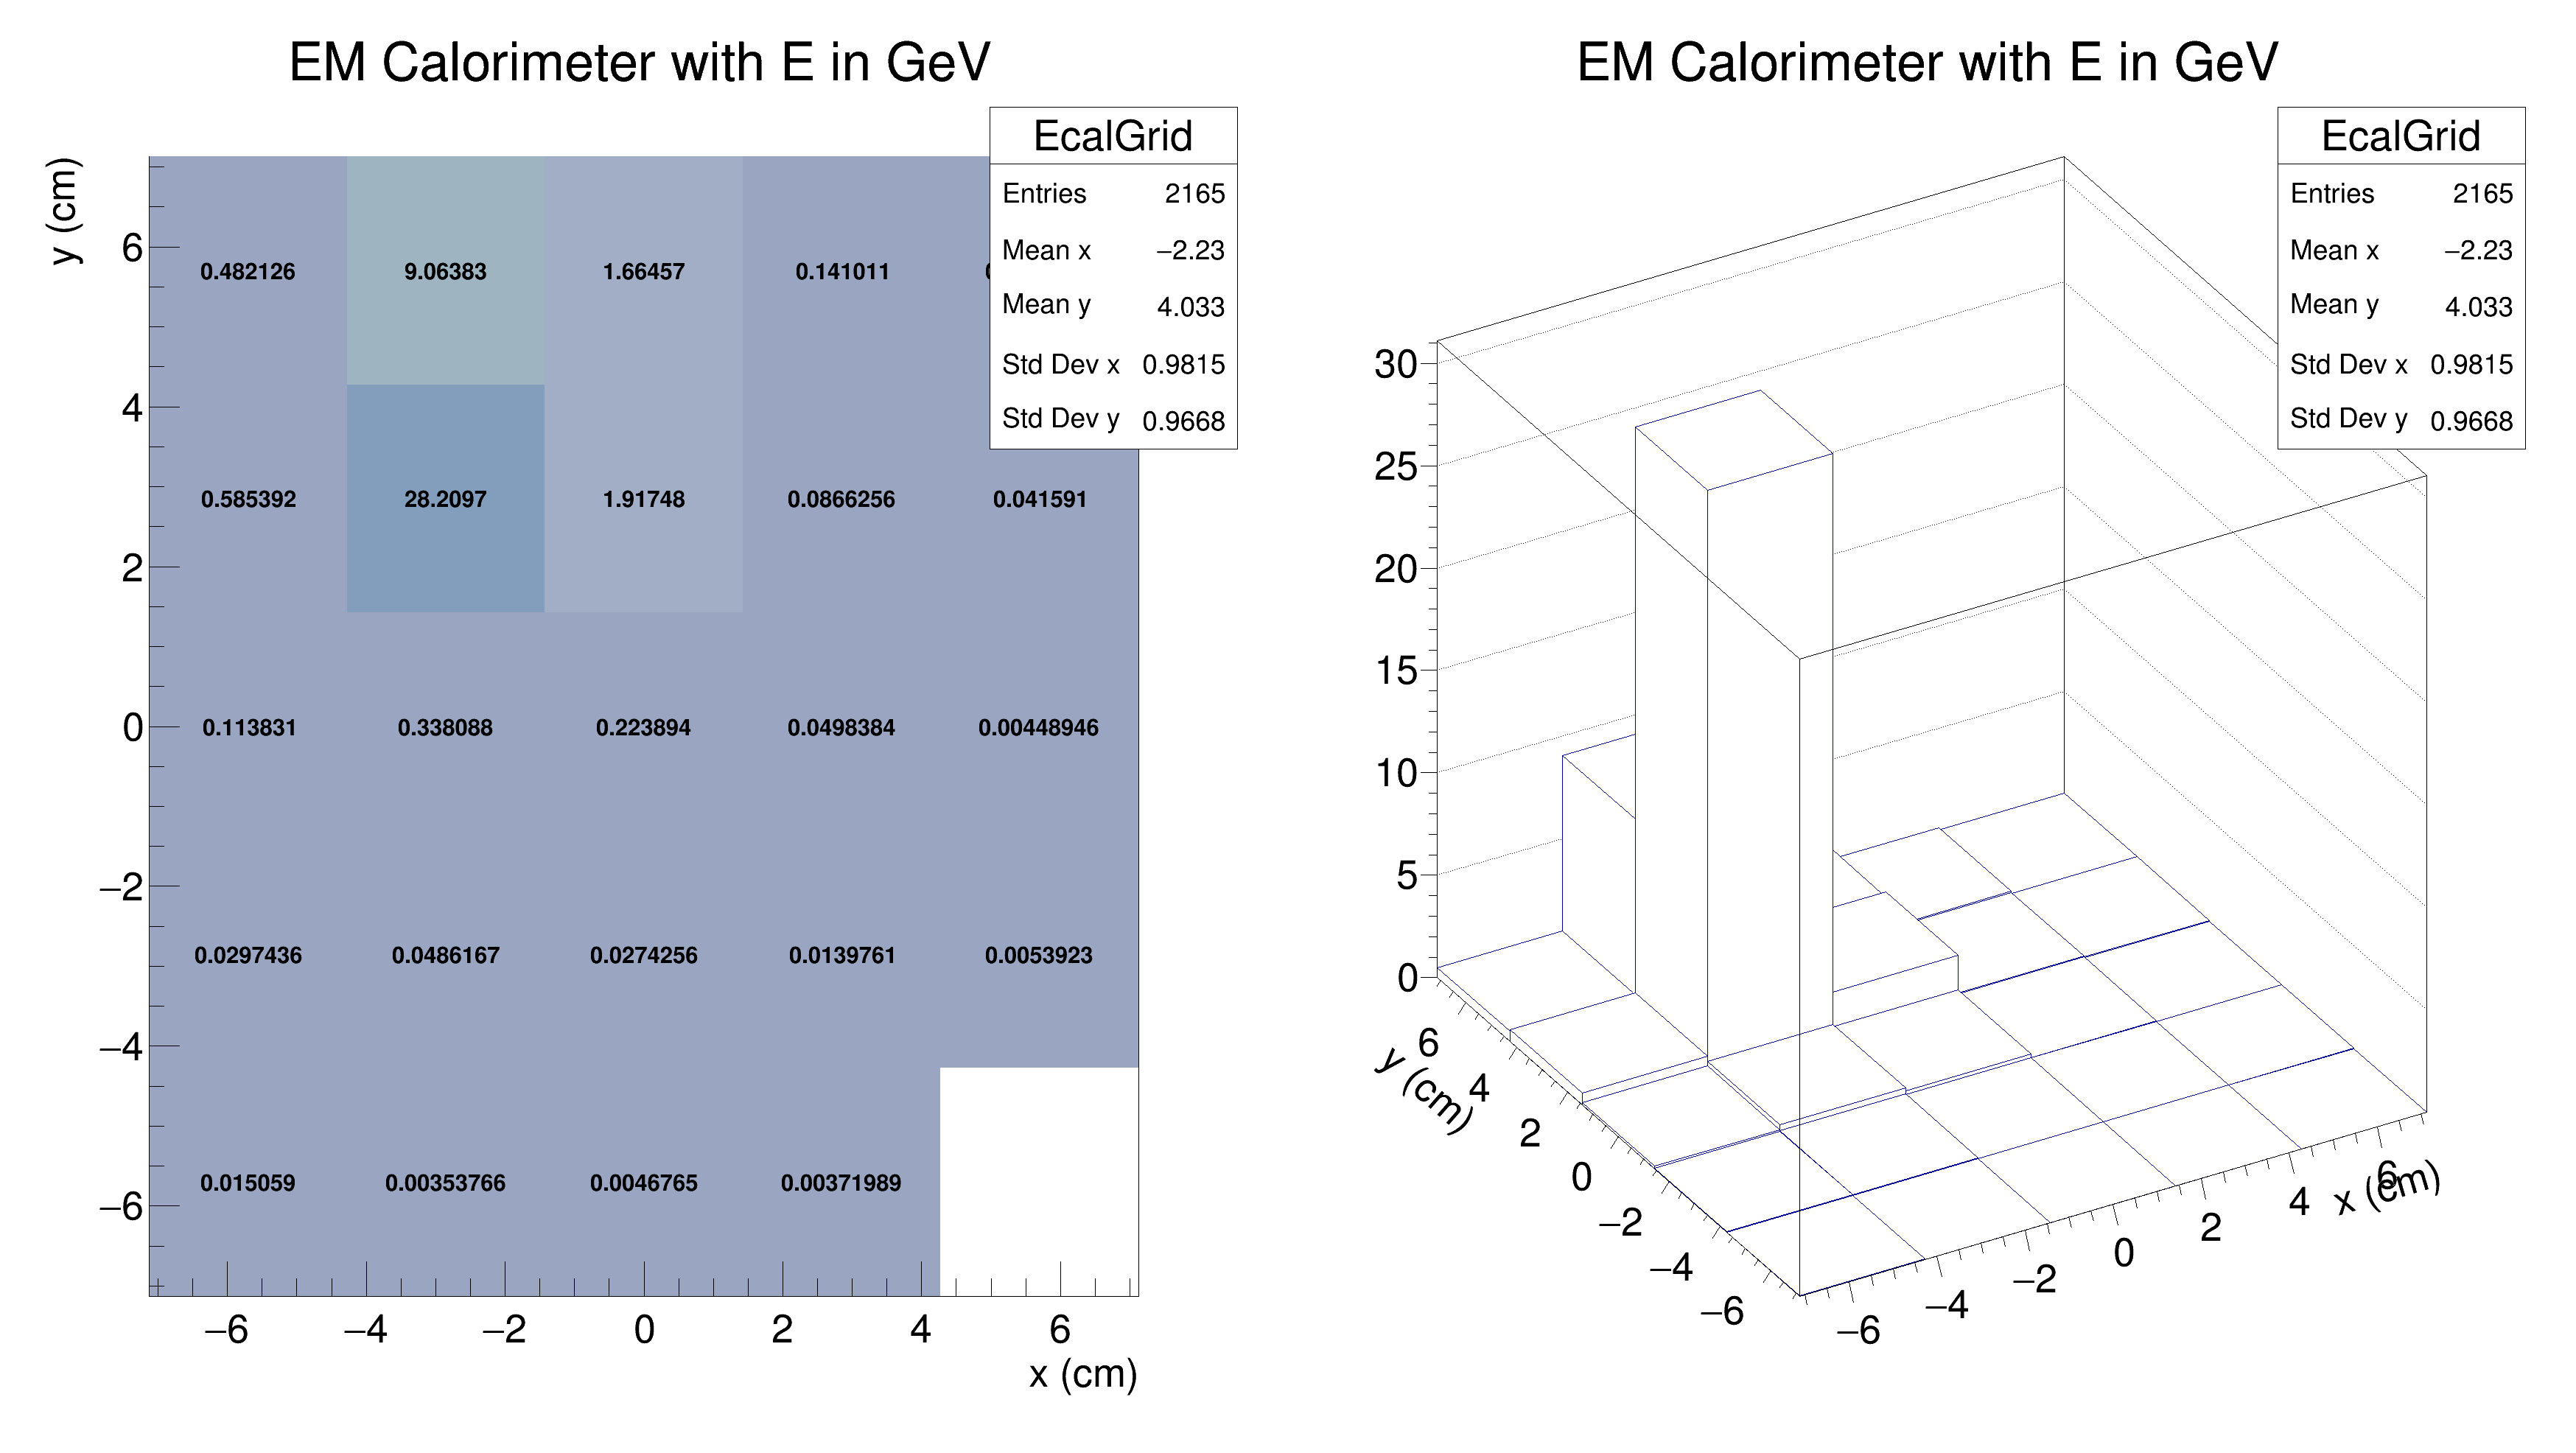 EM Calorimeter with E in GeV
EcalGrid
Entries 2165
Mean x −2.23
Mean y 4.033
Std Dev x 0.9815
Std Dev y 0.9668
y (cm)
6
4
2
0
−2
−4
−6
0.482126 9.06383 1.66457 0.141011
0.585392 28.2097 1.91748 0.0866256 0.041591
0.113831 0.338088 0.223894 0.0498384 0.00448946
0.0297436 0.0486167 0.0274256 0.0139761 0.0053923
0.015059 0.00353766 0.0046765 0.00371989
−6 −4 −2 0 2 4 6
x (cm)
EM Calorimeter with E in GeV
EcalGrid
Entries 2165
Mean x −2.23
Mean y 4.033
Std Dev x 0.9815
Std Dev y 0.9668
30
25
20
15
10
5
0
y (cm)
6
4
2
0
−2
−4
−6
−6 −4 −2 0 2 4 6
x (cm)